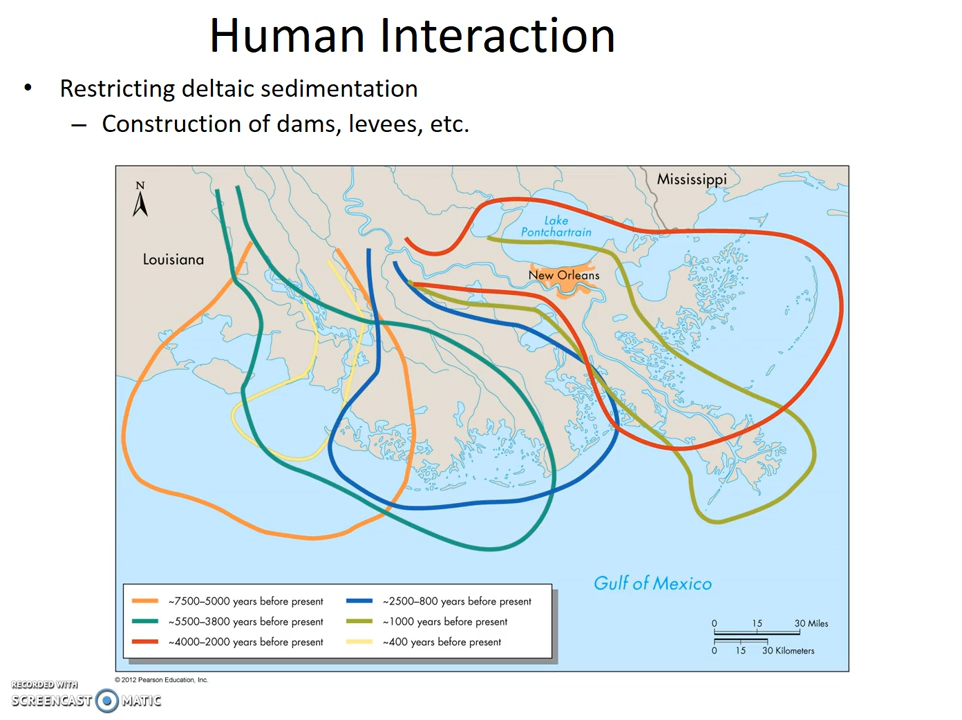 Human Interaction
• Restricting deltaic sedimentation
– Construction of dams, levees, etc.
N
Mississippi
Lake
Pontchartrain
Louisiana
New Orleans
Gulf of Mexico
~7500–5000 years before present
~5500–3800 years before present
~4000–2000 years before present
~2500–800 years before present
~1000 years before present
~400 years before present
0 15 30 Miles
0 15 30 Kilometers
© 2012 Pearson Education, Inc.
RECORDED WITH
SCREENCAST MATIC